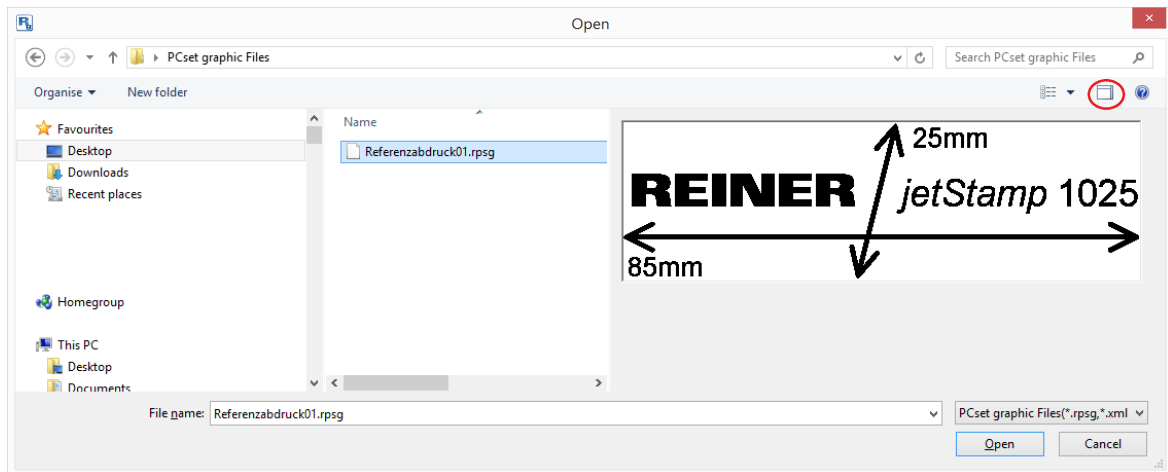 Open
PCset graphic Files
Search PCset graphic Files
Organise
New folder
Favourites
Desktop
Downloads
Recent places
Homegroup
This PC
Desktop
Documents
Name
Referenzabdruck01.rpsg
25mm
REINER jetStamp 1025
85mm
File name: Referenzabdruck01.rpsg
PCset graphic Files(*.rpsg,*.xml
Open
Cancel